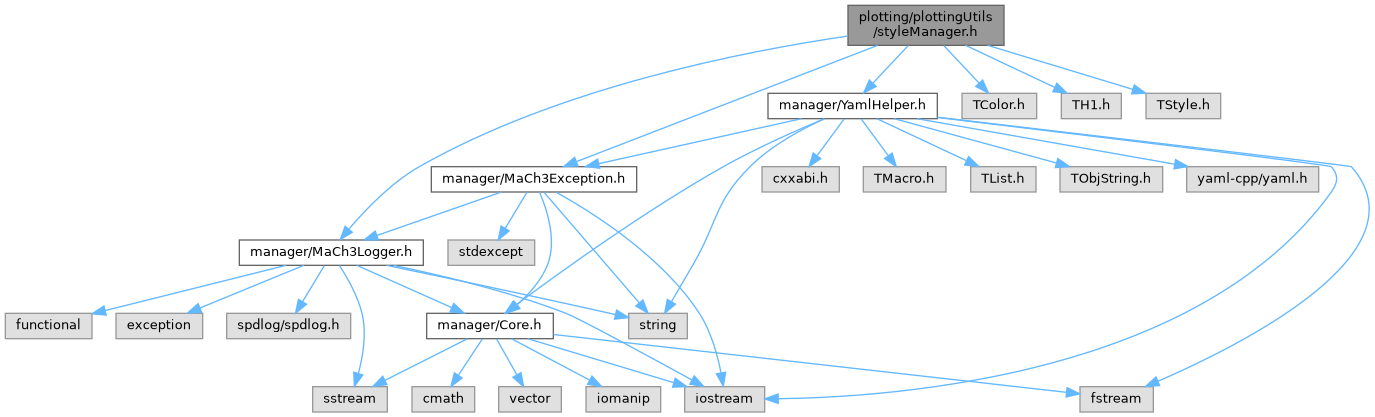 plotting/plottingUtils
/styleManager.h
manager/YamlHelper.h
TColor.h
TH1.h
TStyle.h
manager/MaCh3Exception.h
cxxabi.h
TMacro.h
TList.h
TObjString.h
yaml-cpp/yaml.h
manager/MaCh3Logger.h
stdexcept
functional
exception
spdlog/spdlog.h
manager/Core.h
string
sstream
cmath
vector
iomanip
iostream
fstream